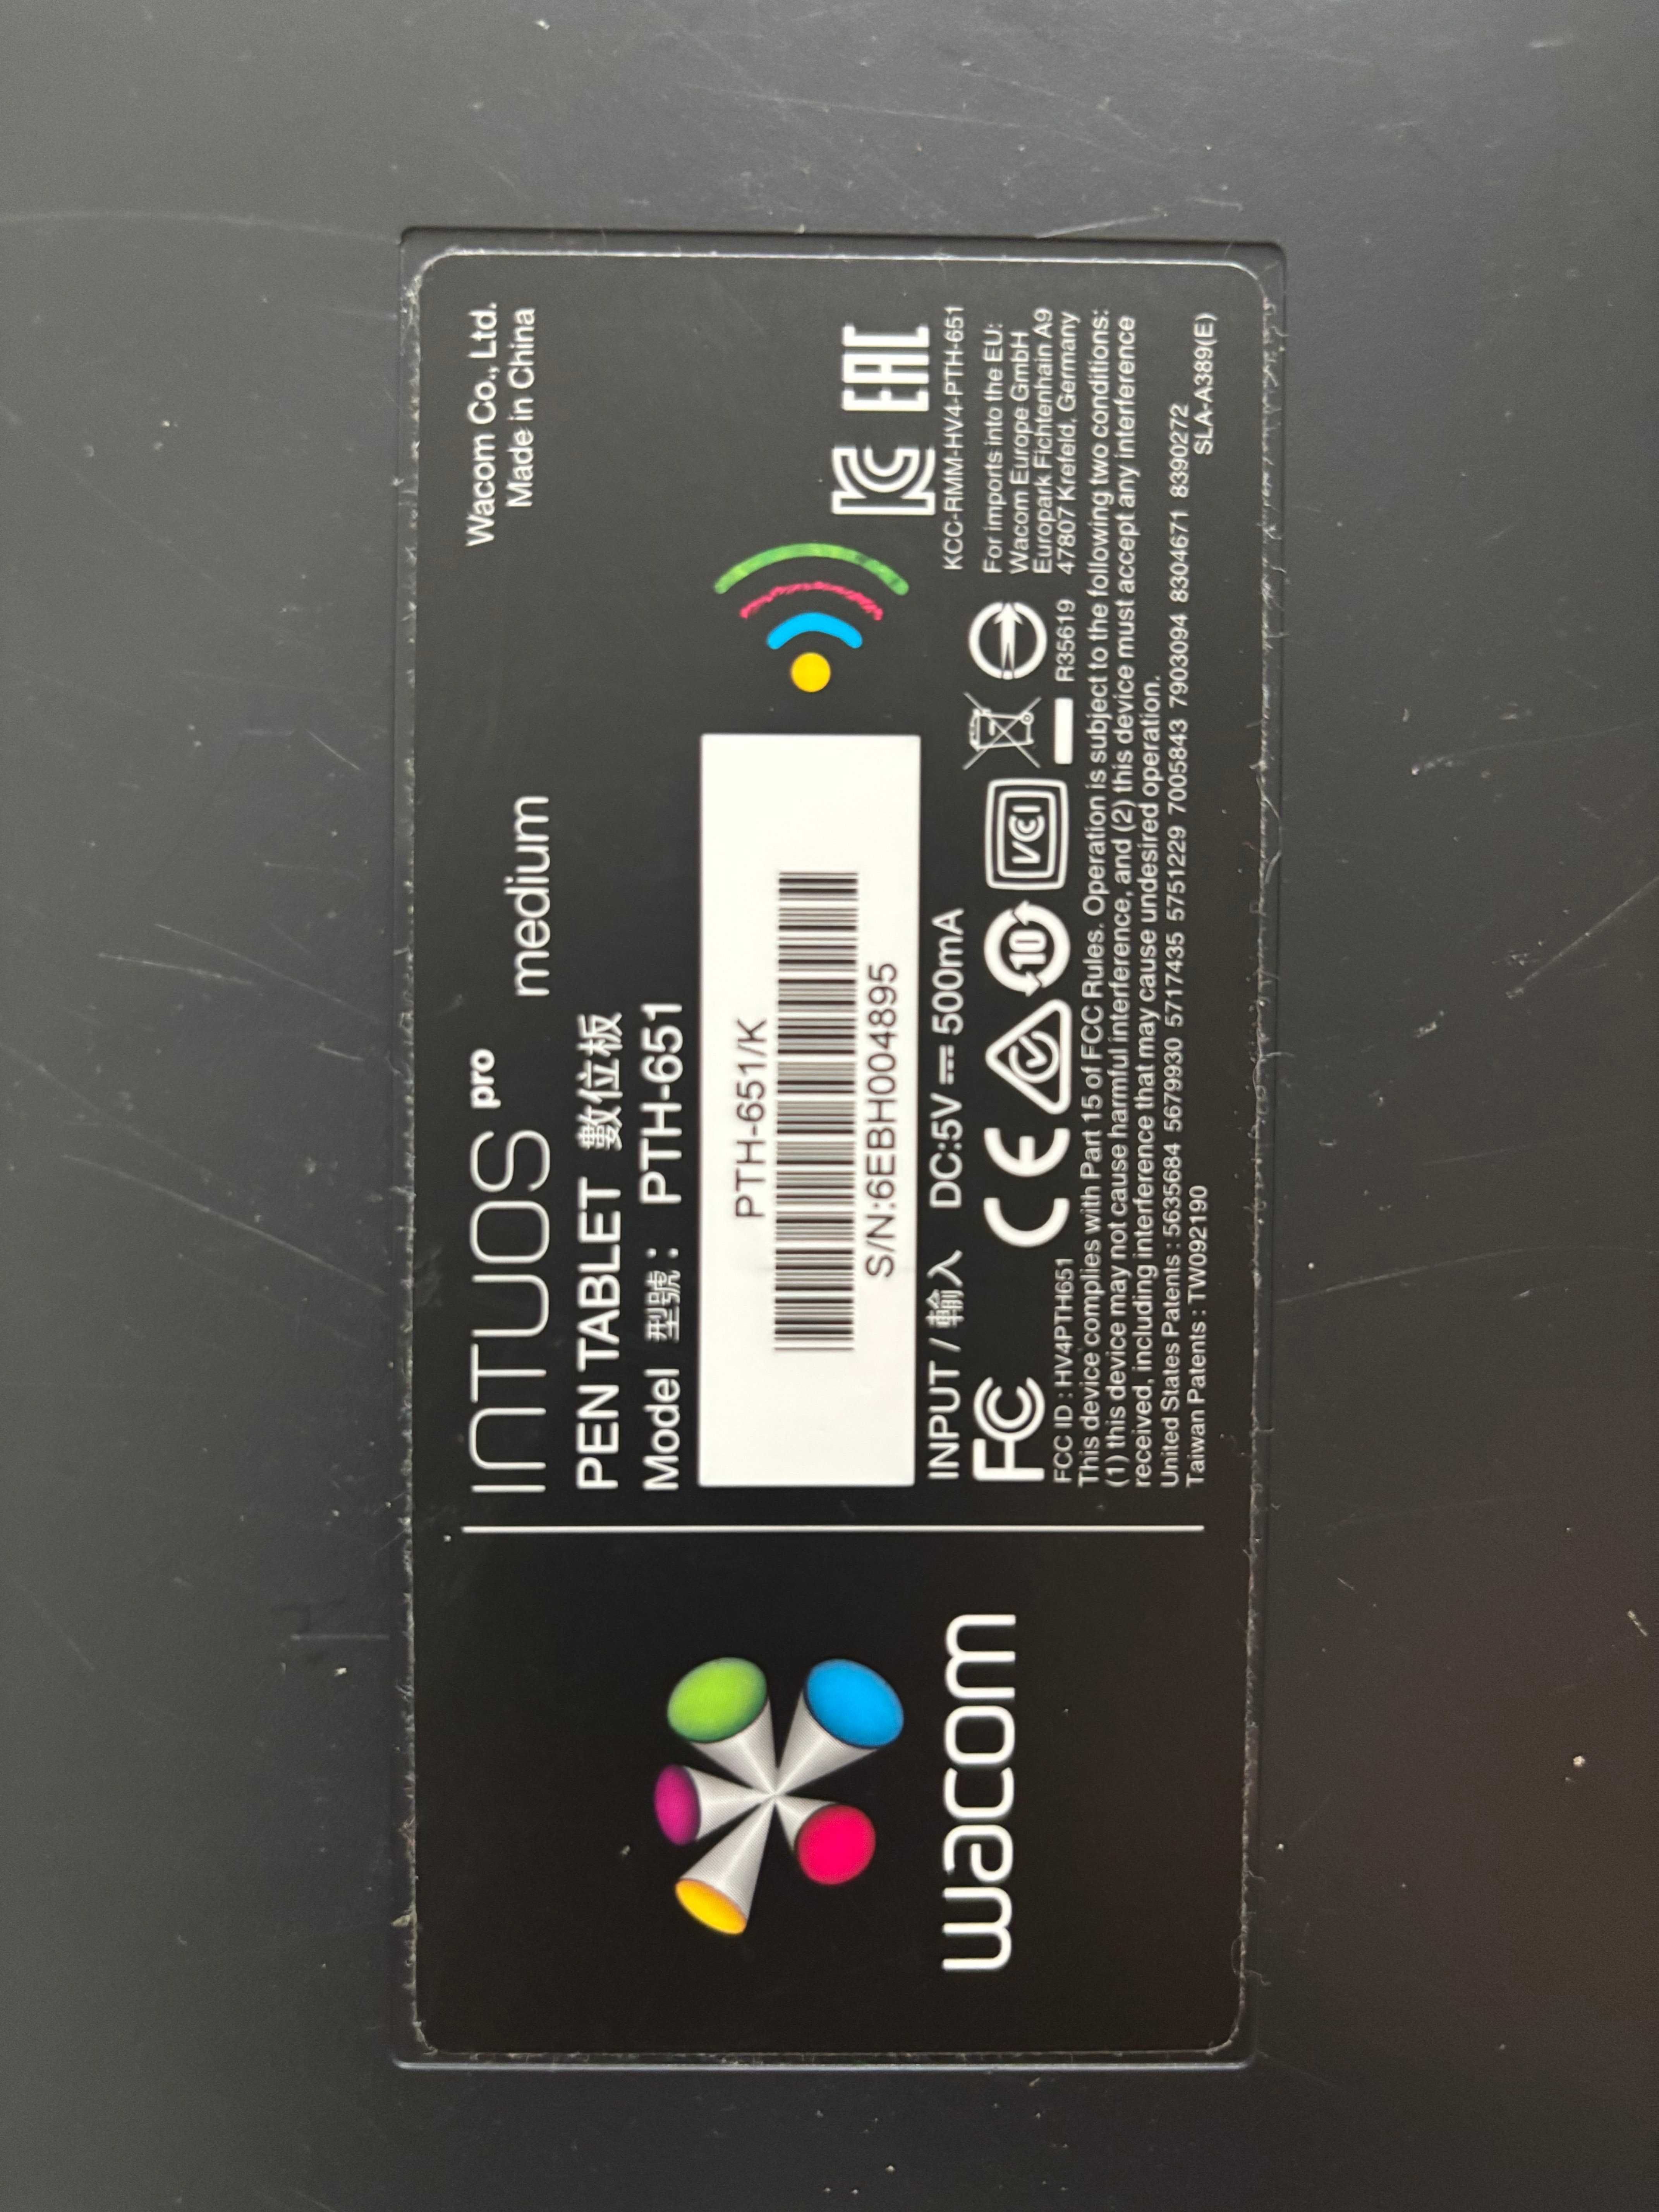 wacom
INTUOS pro
medium
Wacom Co., Ltd.
Made in China
PEN TABLET 數位板
Model 型號： PTH-651
PTH-651/K
S/N:6EBH004895
INPUT / 輸入 DC:5V ⎓ 500mA
FC CE 10 VCI
KC EAC
KCC-RMM-HV4-PTH-651
For imports into the EU:
Wacom Europe GmbH
Europark Fichtenhain A9
47807 Krefeld, Germany
R35619
FCC ID : HV4PTH651
This device complies with Part 15 of FCC Rules. Operation is subject to the following two conditions:
(1) this device may not cause harmful interference, and (2) this device must accept any interference
received, including interference that may cause undesired operation.
United States Patents : 5635684 5679930 5717435 5751229 7005843 7903094 8304671 8390272
Taiwan Patents : TW092190
SLA-A389(E)